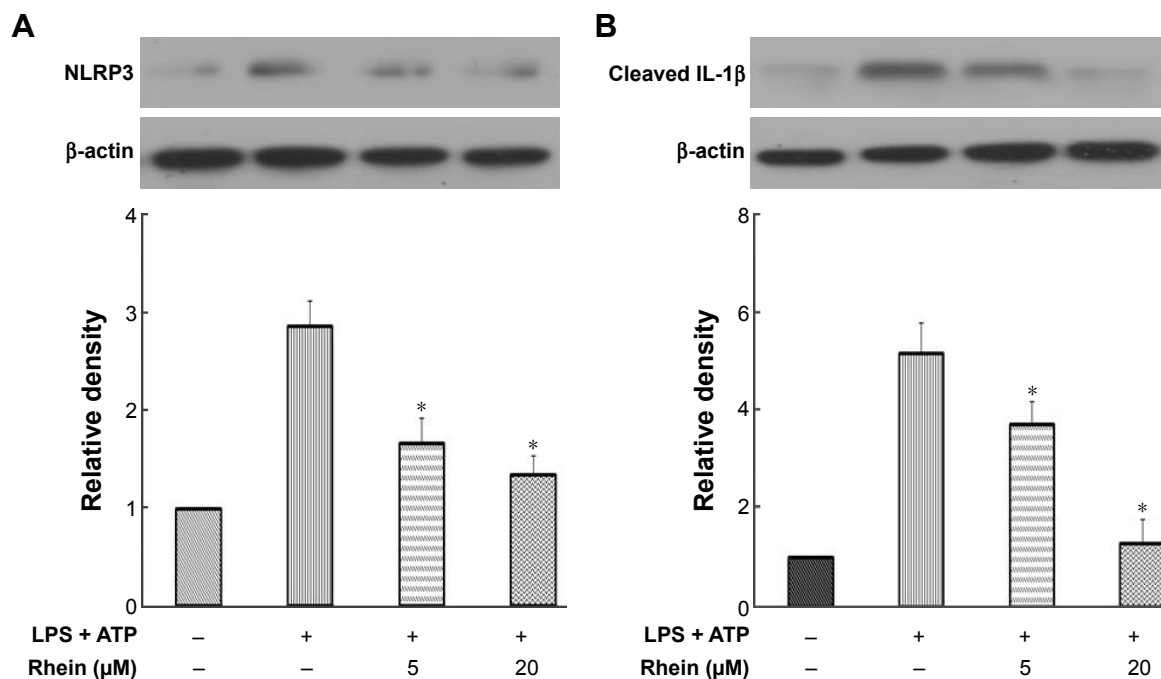 A
NLRP3
β-actin
4
3
2
1
0
Relative density
*
*
LPS + ATP – + + +
Rhein (µM) – – 5 20
B
Cleaved IL-1β
β-actin
8
6
4
2
0
Relative density
*
*
LPS + ATP – + + +
Rhein (µM) – – 5 20